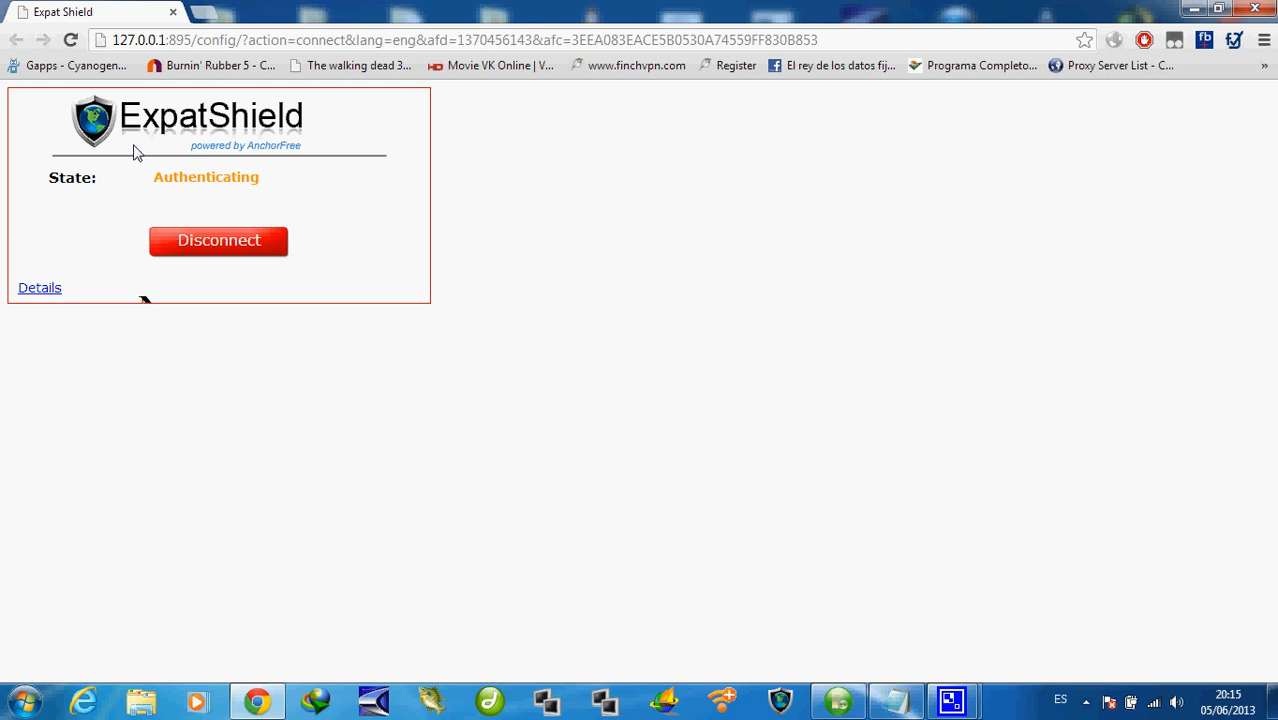 Expat Shield
127.0.0.1:895/config/?action=connect&lang=eng&afd=1370456143&afc=3EEA083EACE5B0530A74559FF830B853
Gapps - Cyanogen... Burnin' Rubber 5 - C... The walking dead 3... Movie VK Online | V... www.finchvpn.com Register El rey de los datos fij... Programa Completo... Proxy Server List - C... »
ExpatShield
powered by AnchorFree
State: Authenticating
Disconnect
Details
ES 20:15
05/06/2013